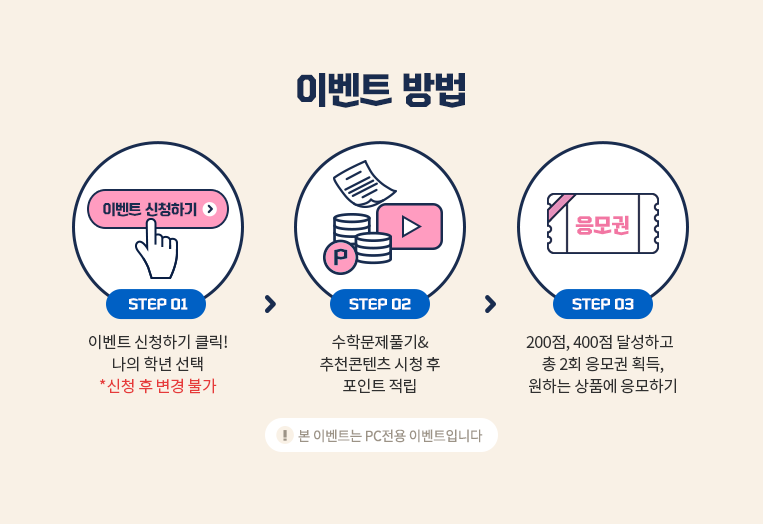 이벤트 방법
이벤트 신청하기
STEP 01
이벤트 신청하기 클릭!
나의 학년 선택
*신청 후 변경 불가
P
STEP 02
수학문제풀기&
추천콘텐츠 시청 후
포인트 적립
응모권
STEP 03
200점, 400점 달성하고
총 2회 응모권 획득,
원하는 상품에 응모하기
! 본 이벤트는 PC전용 이벤트입니다